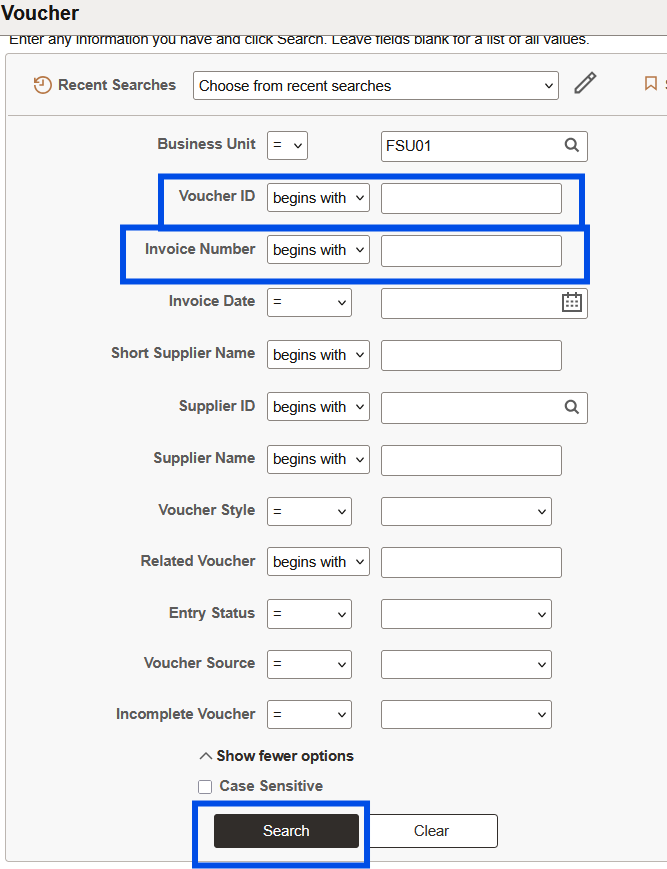 Voucher
Enter any information you have and click Search. Leave fields blank for a list of all values.
Recent Searches Choose from recent searches
Business Unit = FSU01
Voucher ID begins with
Invoice Number begins with
Invoice Date =
Short Supplier Name begins with
Supplier ID begins with
Supplier Name begins with
Voucher Style =
Related Voucher begins with
Entry Status =
Voucher Source =
Incomplete Voucher =
Show fewer options
Case Sensitive
Search Clear